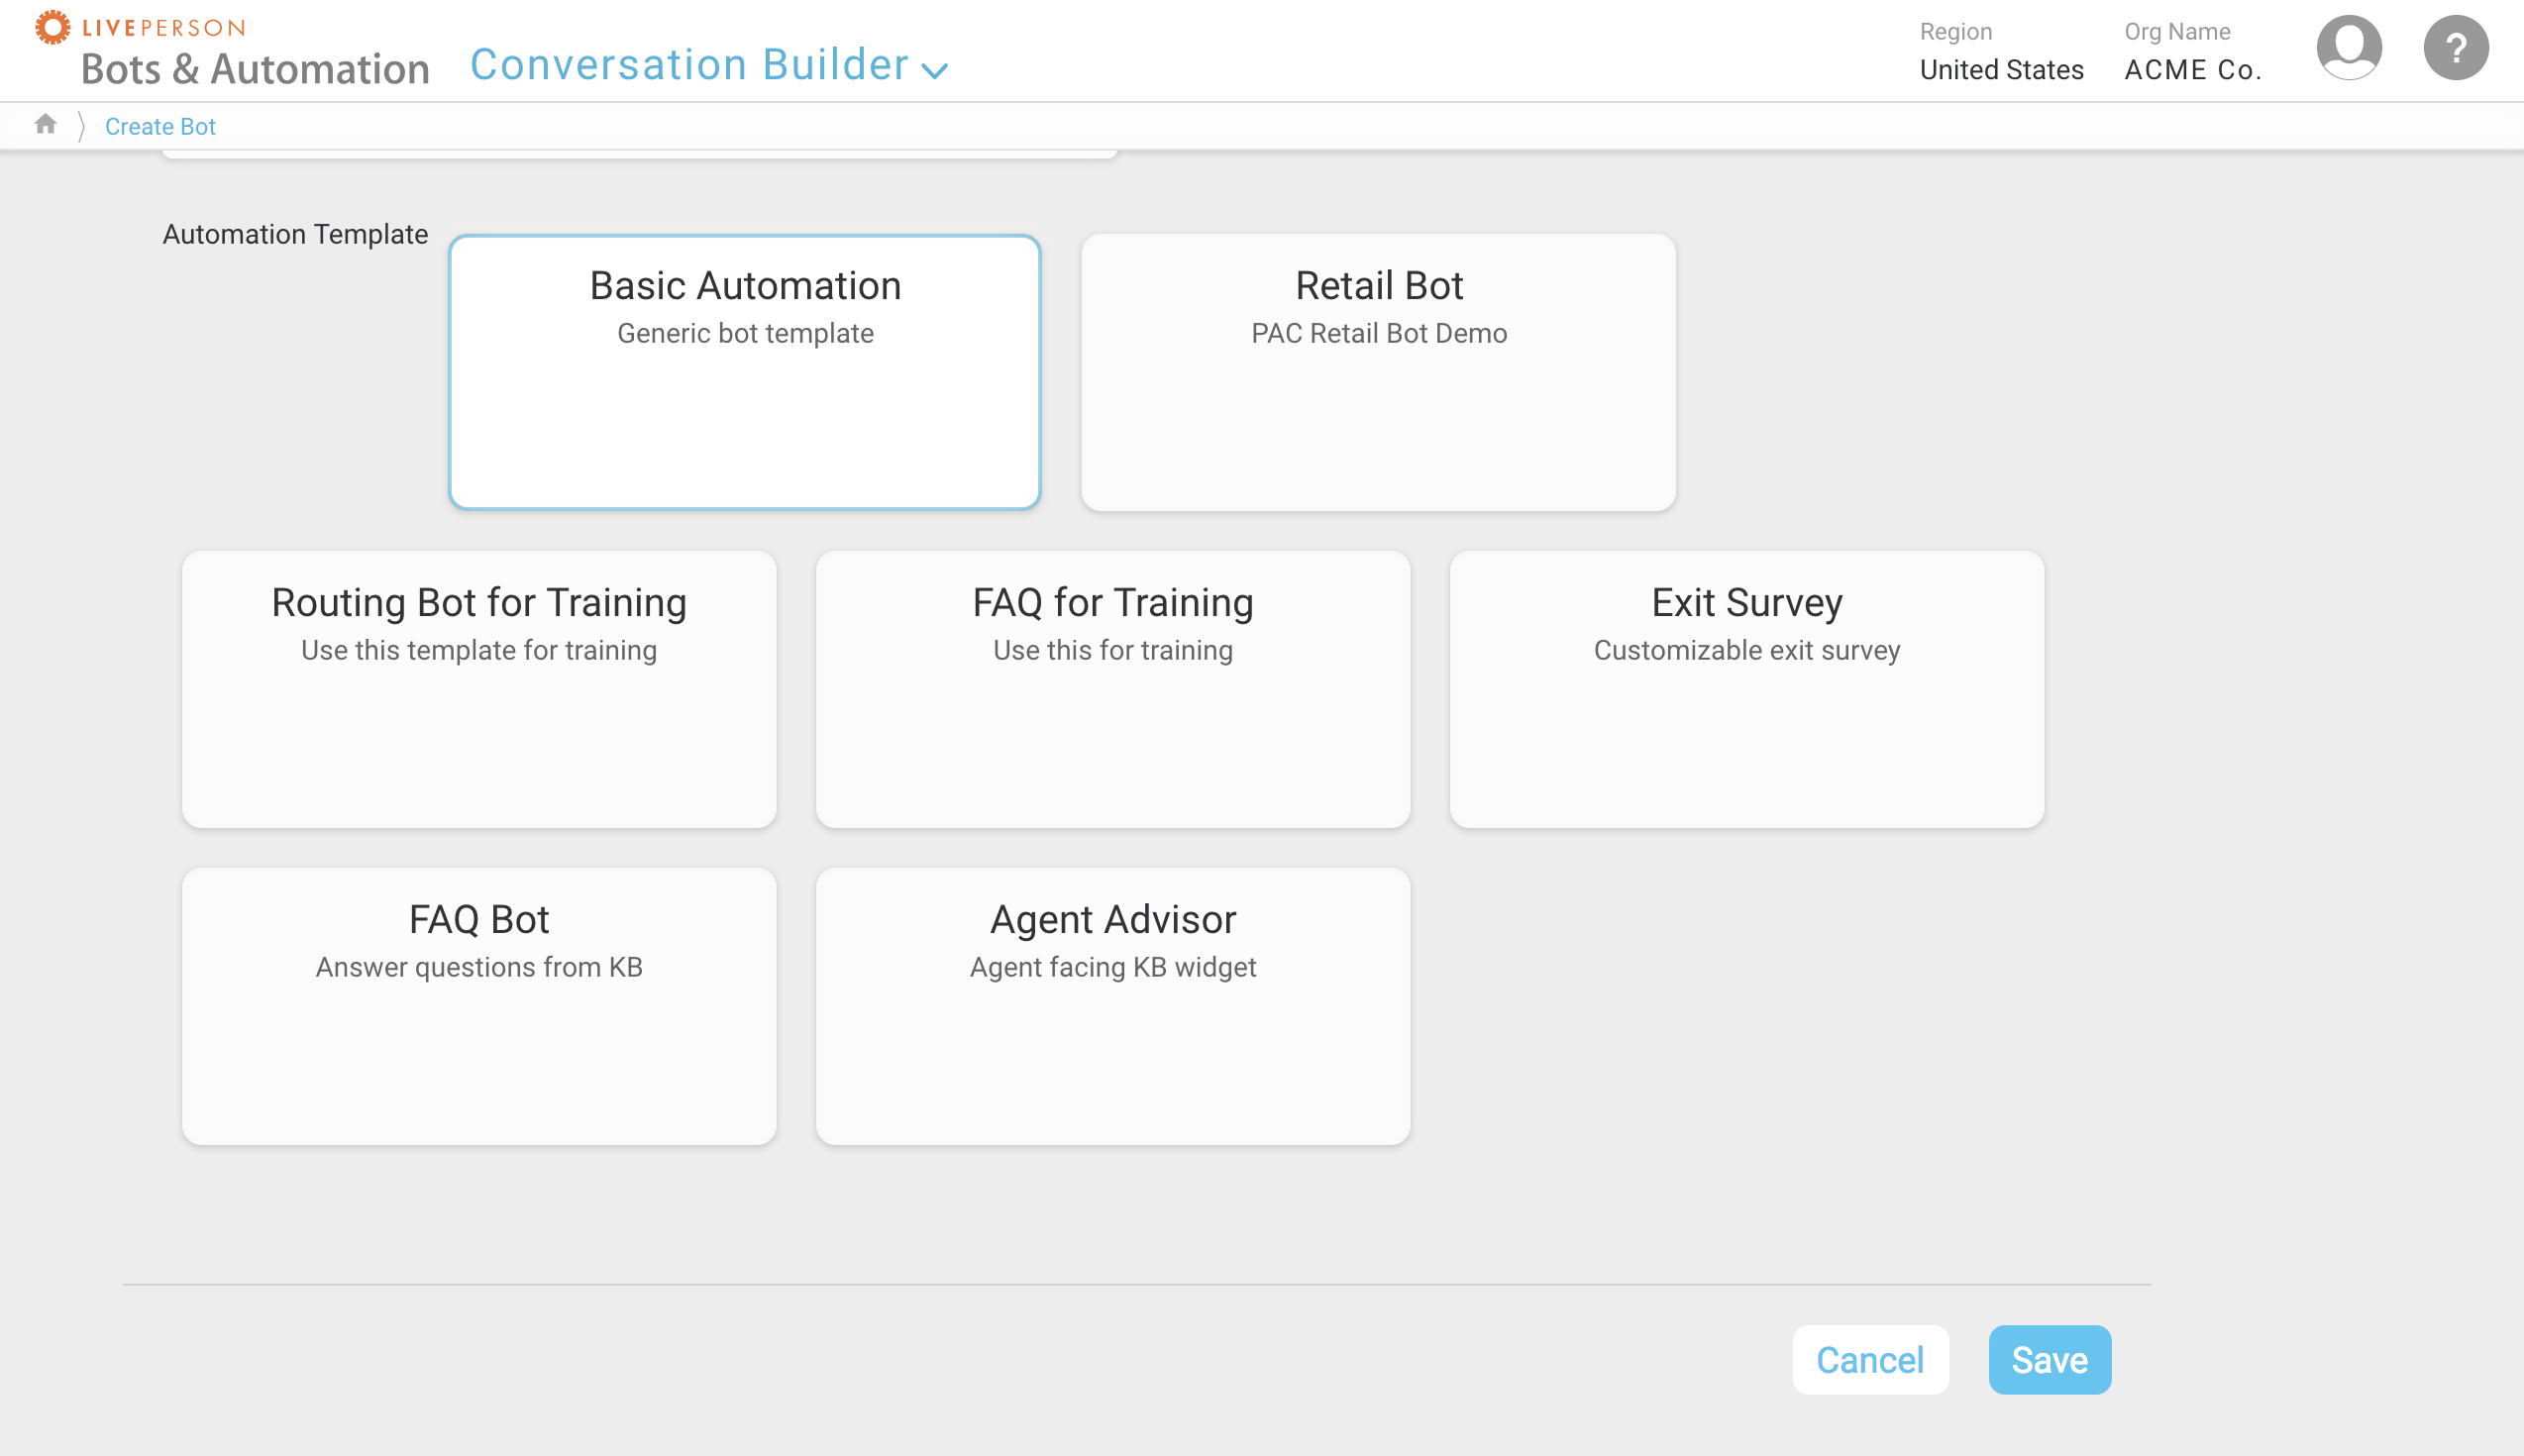 LIVEPERSON
Bots & Automation
Conversation Builder
Region
United States
Org Name
ACME Co.
?
Create Bot
Automation Template
Basic Automation
Generic bot template
Retail Bot
PAC Retail Bot Demo
Routing Bot for Training
Use this template for training
FAQ for Training
Use this for training
Exit Survey
Customizable exit survey
FAQ Bot
Answer questions from KB
Agent Advisor
Agent facing KB widget
Cancel
Save